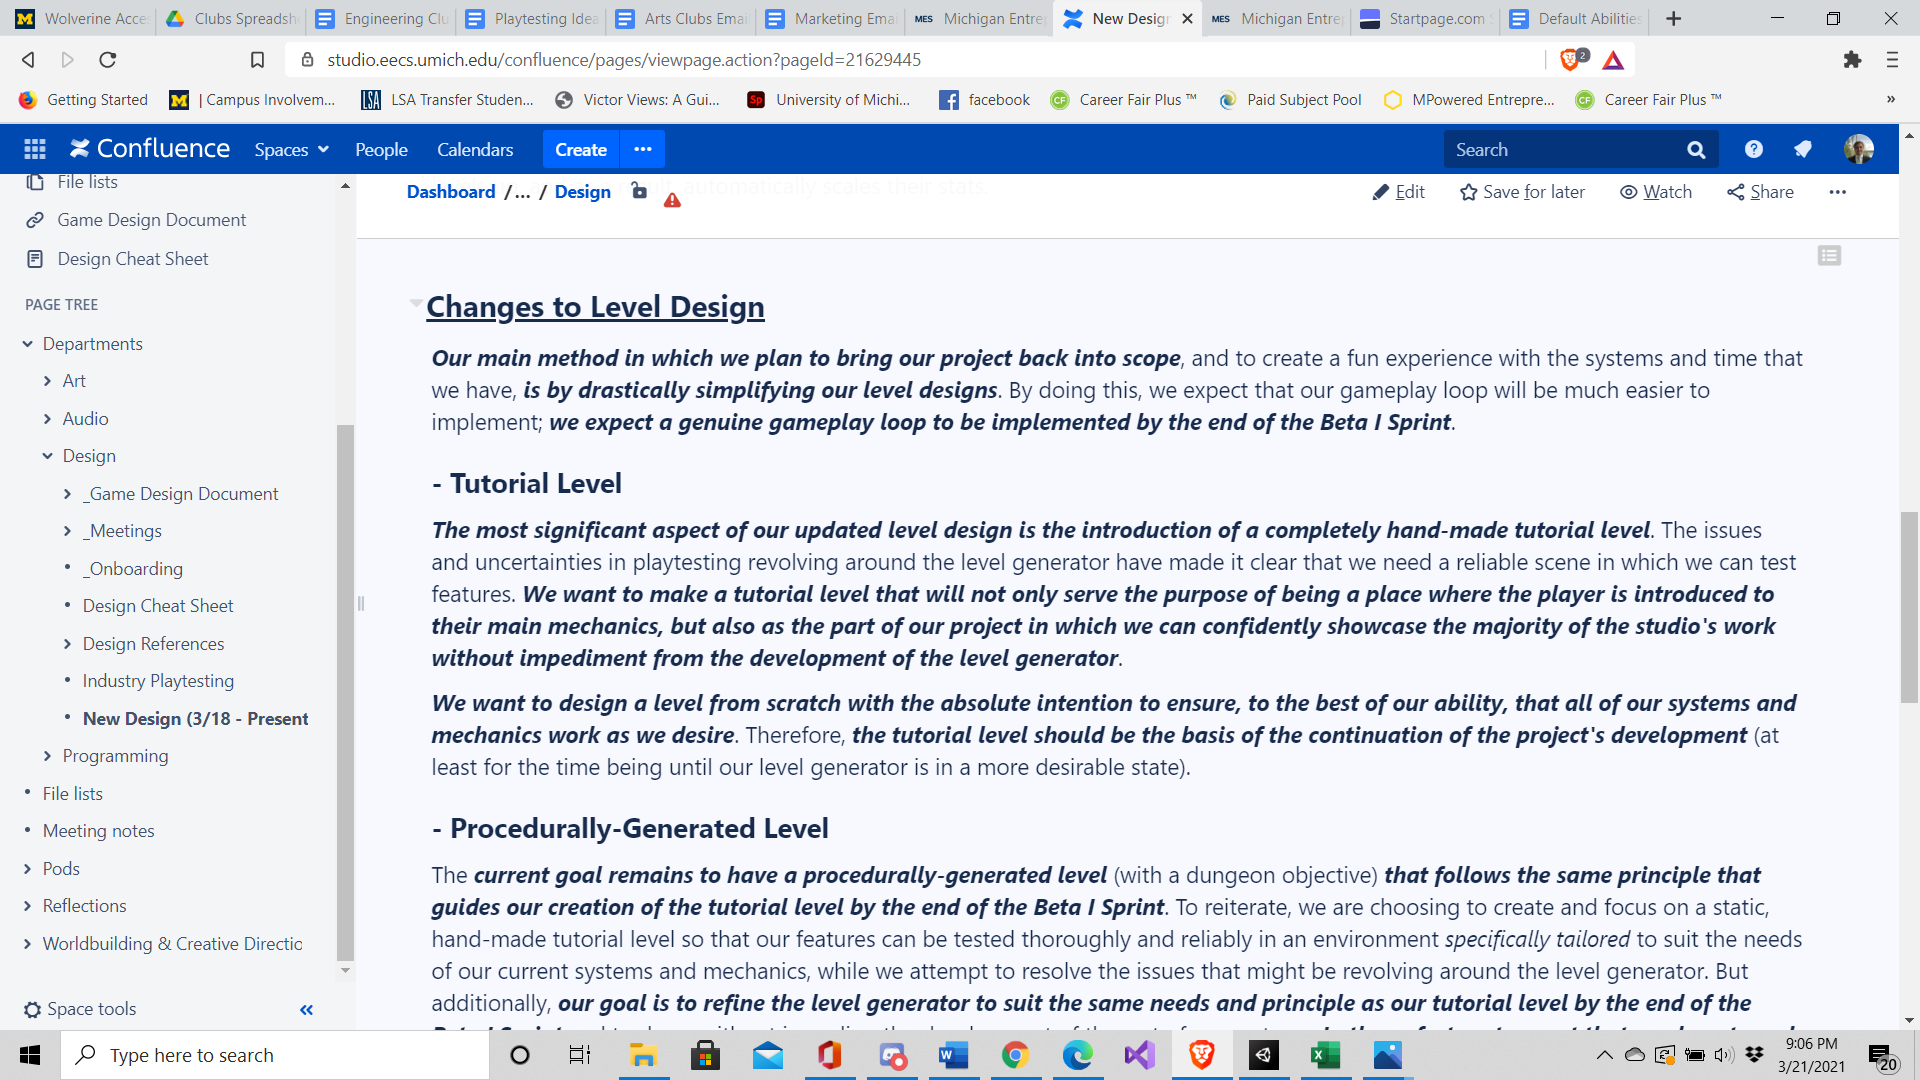 Wolverine Acce
Clubs Spreadsh
Engineering Clu
Playtesting Idea
Arts Clubs Emai
Marketing Emai
MES Michigan Entre
New Design
MES Michigan Entre
Startpage.com
Default Abilities
studio.eecs.umich.edu/confluence/pages/viewpage.action?pageId=21629445
2
Getting Started
| Campus Involvem...
LSA LSA Transfer Studen...
Victor Views: A Gui...
Sp University of Michi...
facebook
CF Career Fair Plus ™
Paid Subject Pool
MPowered Entrepre...
CF Career Fair Plus ™
»
Confluence
Spaces
People
Calendars
Create
...
Search
File lists
Game Design Document
Design Cheat Sheet
PAGE TREE
Departments
Art
Audio
Design
_Game Design Document
_Meetings
_Onboarding
Design Cheat Sheet
Design References
Industry Playtesting
New Design (3/18 - Present
Programming
File lists
Meeting notes
Pods
Reflections
Worldbuilding & Creative Directio
Space tools
«
Dashboard /... / Design
automatically scales their stats.
Edit
Save for later
Watch
Share
...
Changes to Level Design
Our main method in which we plan to bring our project back into scope, and to create a fun experience with the systems and time that
we have, is by drastically simplifying our level designs. By doing this, we expect that our gameplay loop will be much easier to
implement; we expect a genuine gameplay loop to be implemented by the end of the Beta I Sprint.
- Tutorial Level
The most significant aspect of our updated level design is the introduction of a completely hand-made tutorial level. The issues
and uncertainties in playtesting revolving around the level generator have made it clear that we need a reliable scene in which we can test
features. We want to make a tutorial level that will not only serve the purpose of being a place where the player is introduced to
their main mechanics, but also as the part of our project in which we can confidently showcase the majority of the studio's work
without impediment from the development of the level generator.
We want to design a level from scratch with the absolute intention to ensure, to the best of our ability, that all of our systems and
mechanics work as we desire. Therefore, the tutorial level should be the basis of the continuation of the project's development (at
least for the time being until our level generator is in a more desirable state).
- Procedurally-Generated Level
The current goal remains to have a procedurally-generated level (with a dungeon objective) that follows the same principle that
guides our creation of the tutorial level by the end of the Beta I Sprint. To reiterate, we are choosing to create and focus on a static,
hand-made tutorial level so that our features can be tested thoroughly and reliably in an environment specifically tailored to suit the needs
of our current systems and mechanics, while we attempt to resolve the issues that might be revolving around the level generator. But
additionally, our goal is to refine the level generator to suit the same needs and principle as our tutorial level by the end of the
Type here to search
9:06 PM
3/21/2021
20